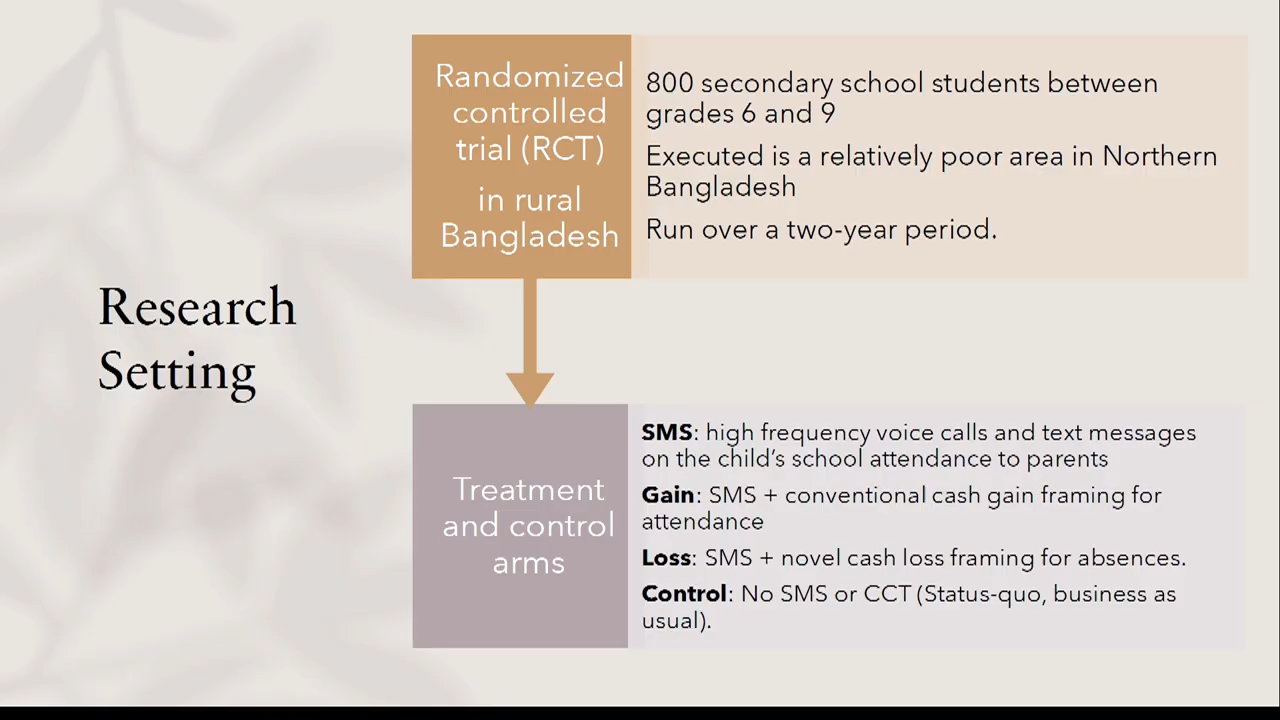 Research
Setting
Randomized
controlled
trial (RCT)
in rural
Bangladesh
800 secondary school students between
grades 6 and 9
Executed is a relatively poor area in Northern
Bangladesh
Run over a two-year period.
Treatment
and control
arms
SMS: high frequency voice calls and text messages
on the child’s school attendance to parents
Gain: SMS + conventional cash gain framing for
attendance
Loss: SMS + novel cash loss framing for absences.
Control: No SMS or CCT (Status-quo, business as
usual).